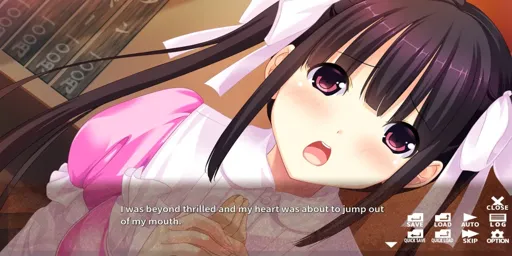 I was beyond thrilled and my heart was about to jump out
of my mouth.
CLOSE
SAVE
LOAD
AUTO
LOG
QUICK SAVE
QUICK LOAD
SKIP
OPTION